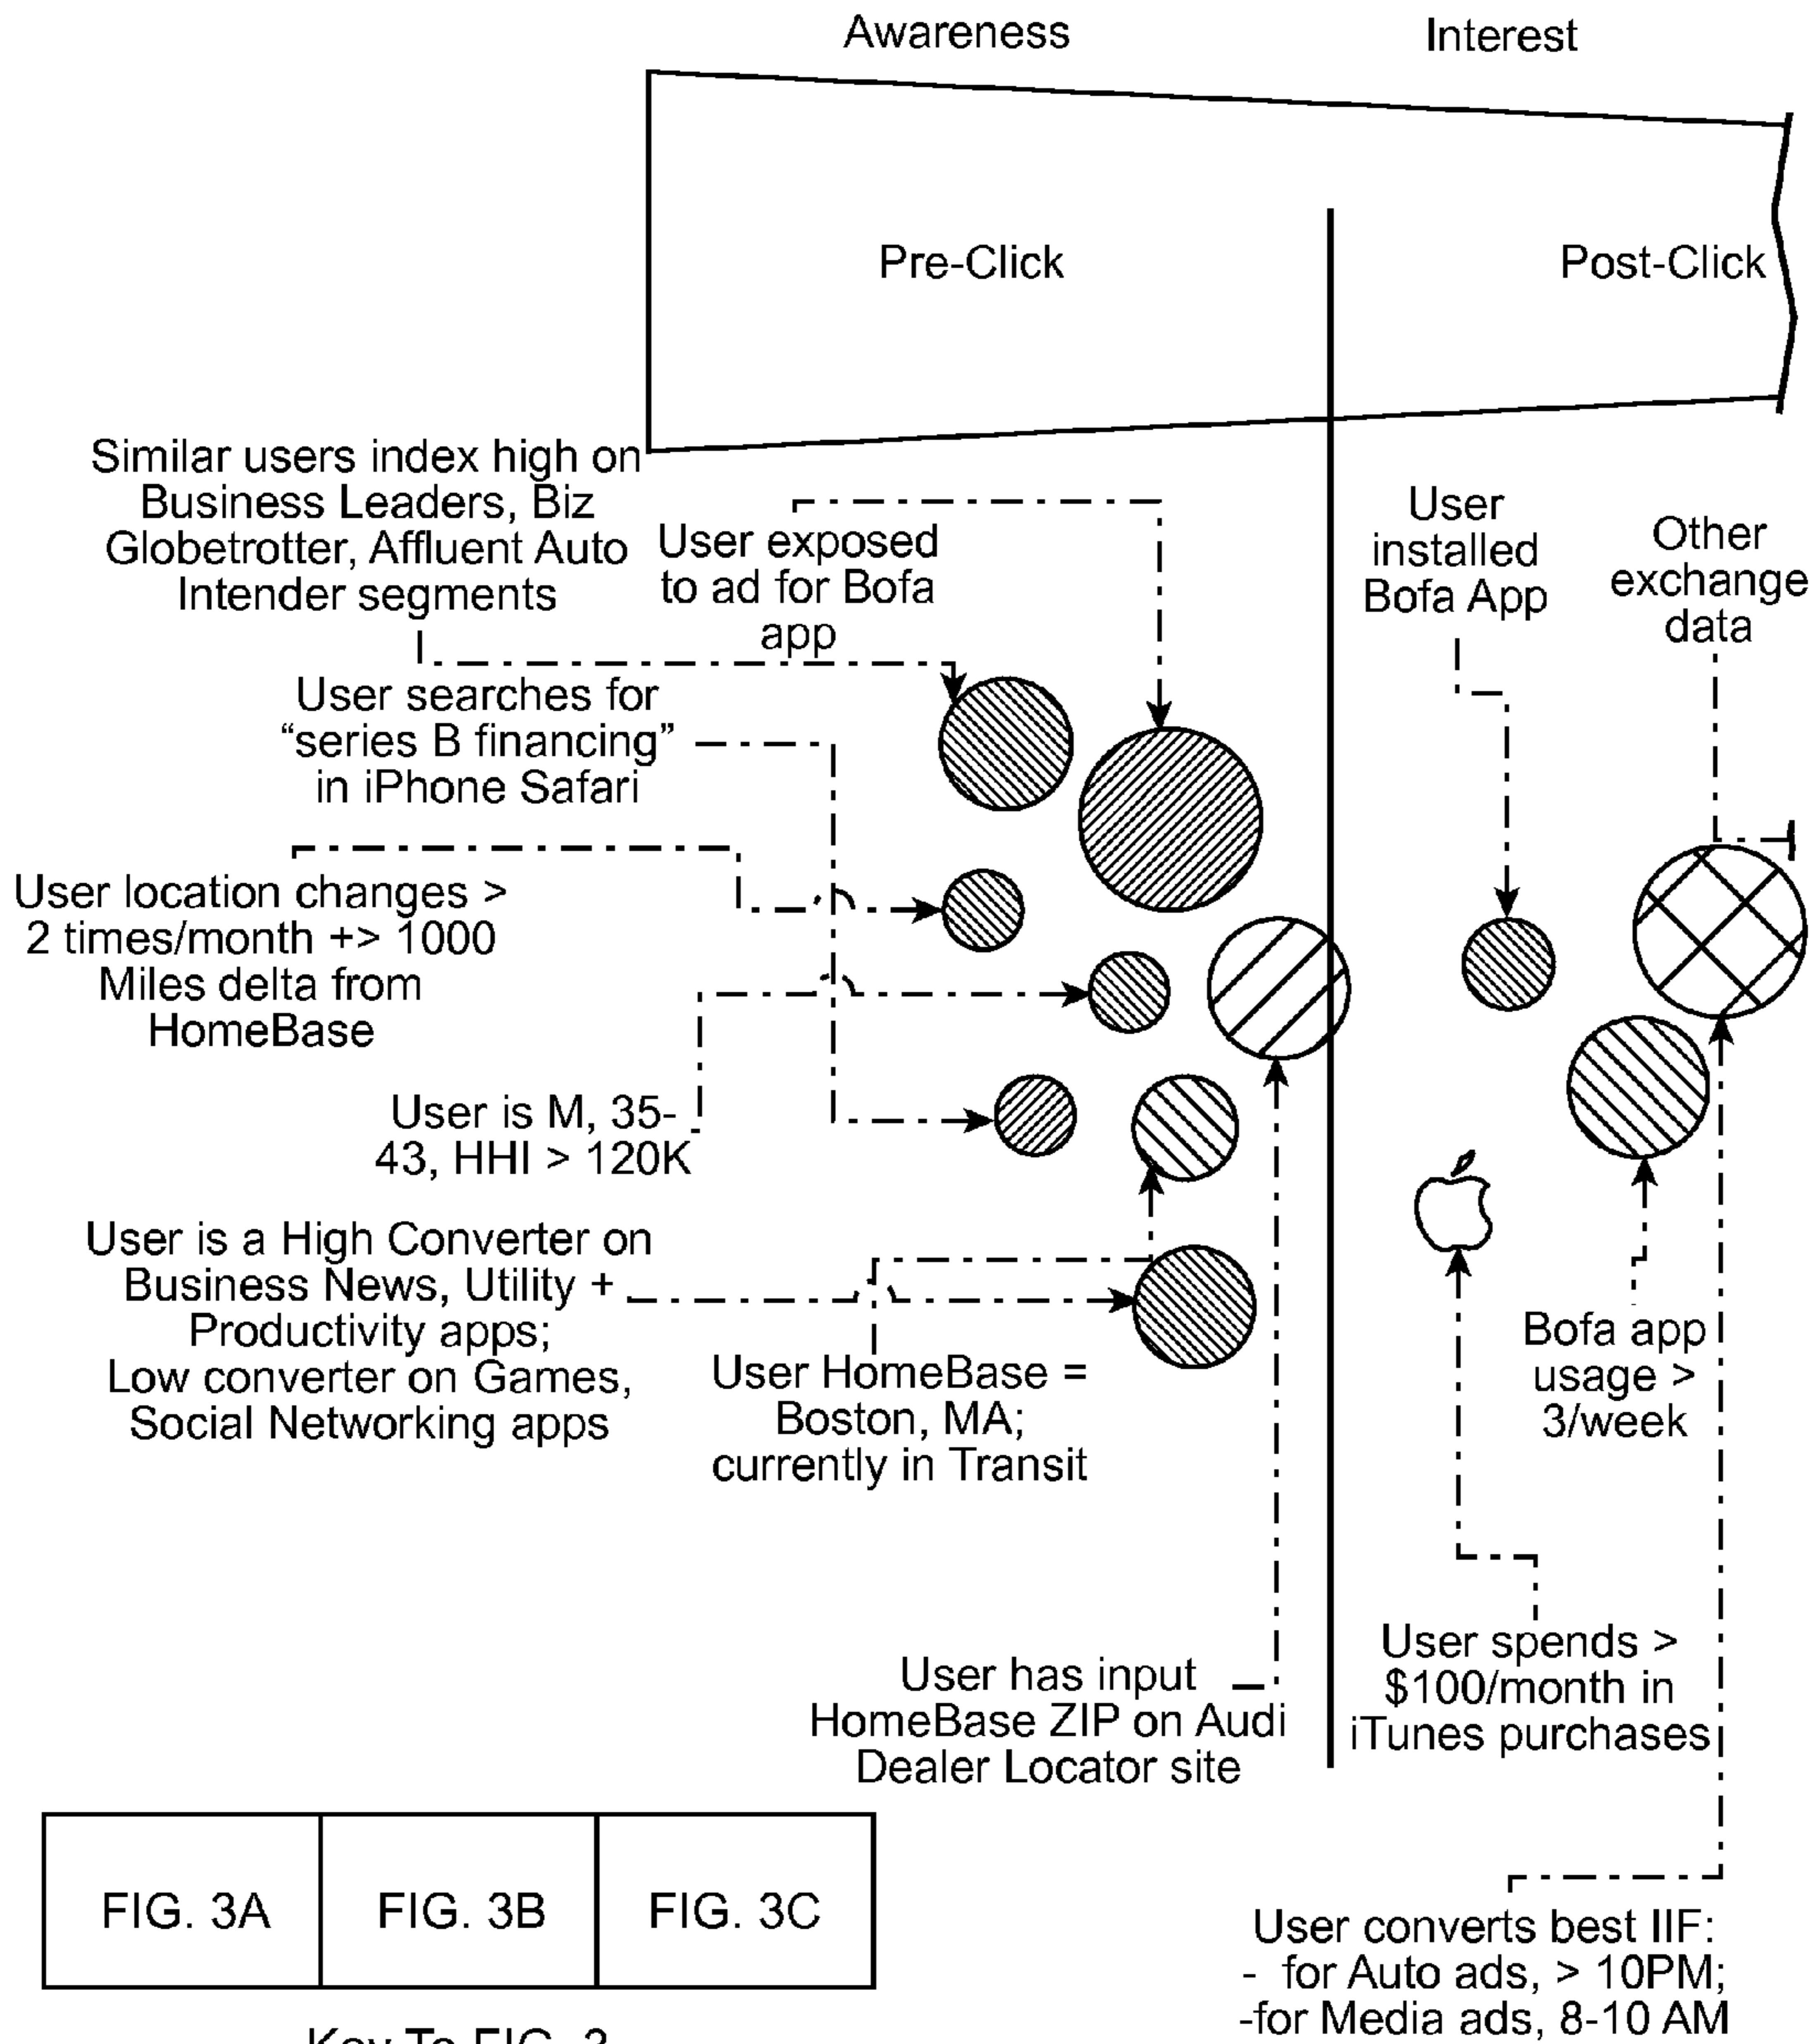 Awareness
Interest
Pre-Click
Post-Click
Similar users index high on
Business Leaders, Biz
Globetrotter, Affluent Auto
Intender segments
User exposed
to ad for Bofa
app
User
installed
Bofa App
Other
exchange
data
User searches for
“series B financing”
in iPhone Safari
User location changes >
2 times/month +> 1000
Miles delta from
HomeBase
User is M, 35-
43, HHI > 120K
User is a High Converter on
Business News, Utility +
Productivity apps;
Low converter on Games,
Social Networking apps
User HomeBase =
Boston, MA;
currently in Transit
Bofa app
usage >
3/week
User has input
HomeBase ZIP on Audi
Dealer Locator site
User spends >
$100/month in
iTunes purchases
FIG. 3A
FIG. 3B
FIG. 3C
User converts best IIF:
- for Auto ads, > 10PM;
-for Media ads, 8-10 AM
Key To FIG. 3